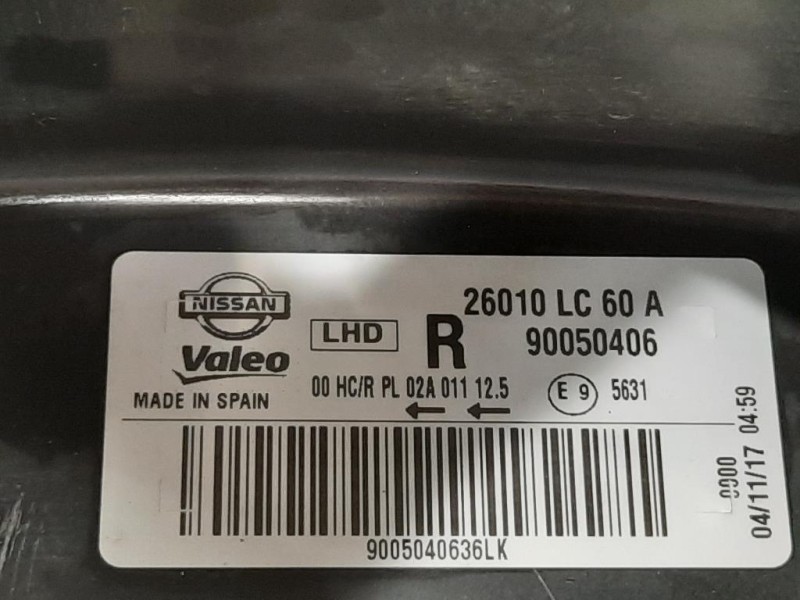 NISSAN
Valeo
MADE IN SPAIN
LHD
R
26010 LC 60 A
90050406
00 HC/R PL 02A 011 12.5
E 9
5631
9005040636LK
04/11/17 04:59